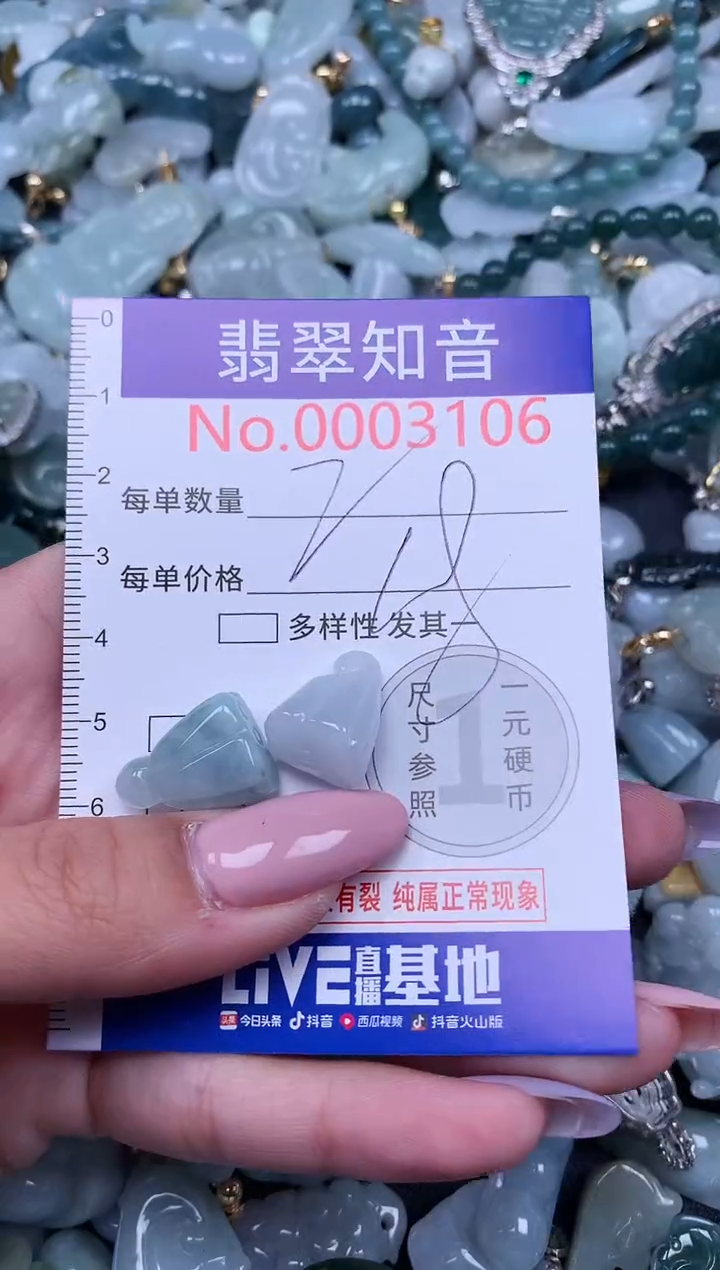 翡翠知音
No.0003106
每单数量
每单价格
多样性 发其一
尺寸参照
一元硬币
1
有裂 纯属正常现象
LIVE直播基地
头条 今日头条 抖音 西瓜视频 抖音火山版
0
1
2
3
4
5
6